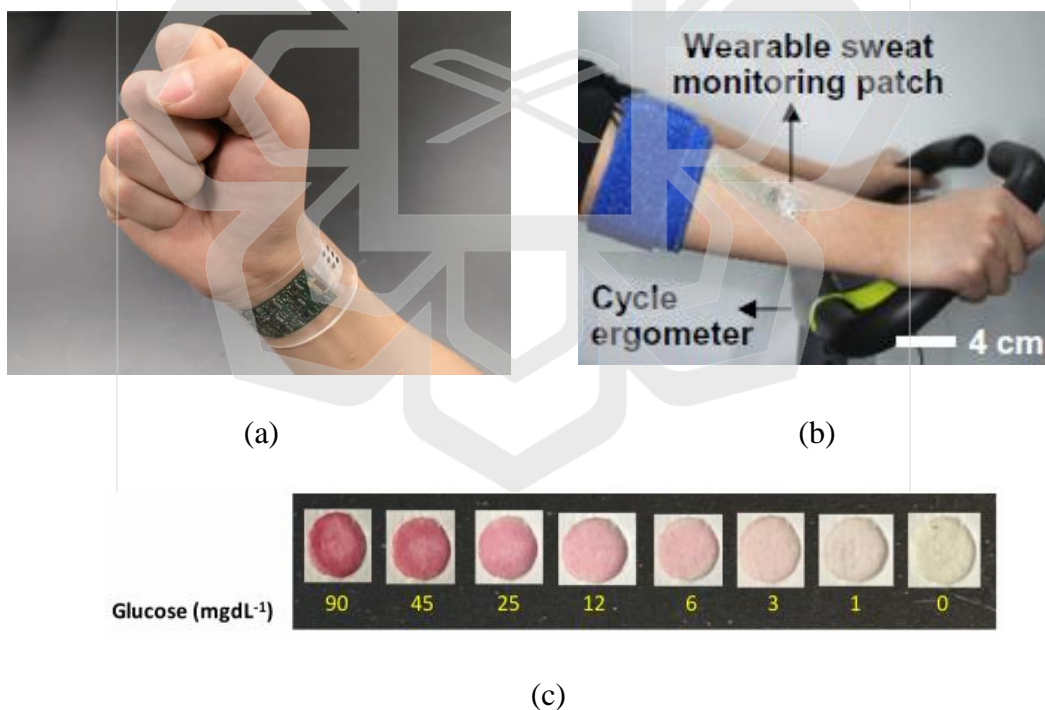 Wearable sweat
monitoring patch
Cycle
ergometer
4 cm
(a)
(b)
Glucose (mgdL⁻¹)
90 45 25 12 6 3 1 0
(c)